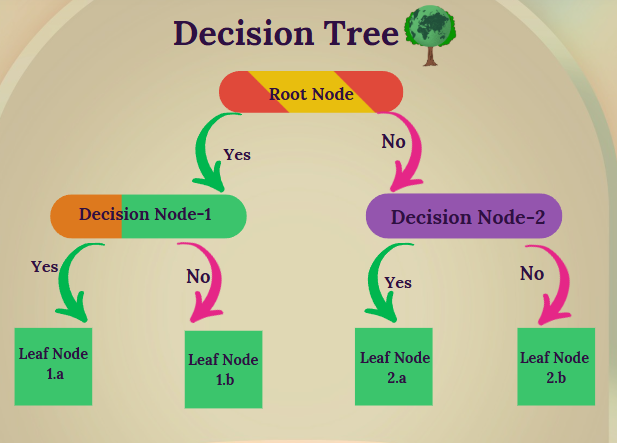 Decision Tree
Root Node
Yes
No
Decision Node-1
Decision Node-2
Yes
No
Yes
No
Leaf Node
1.a
Leaf Node
1.b
Leaf Node
2.a
Leaf Node
2.b